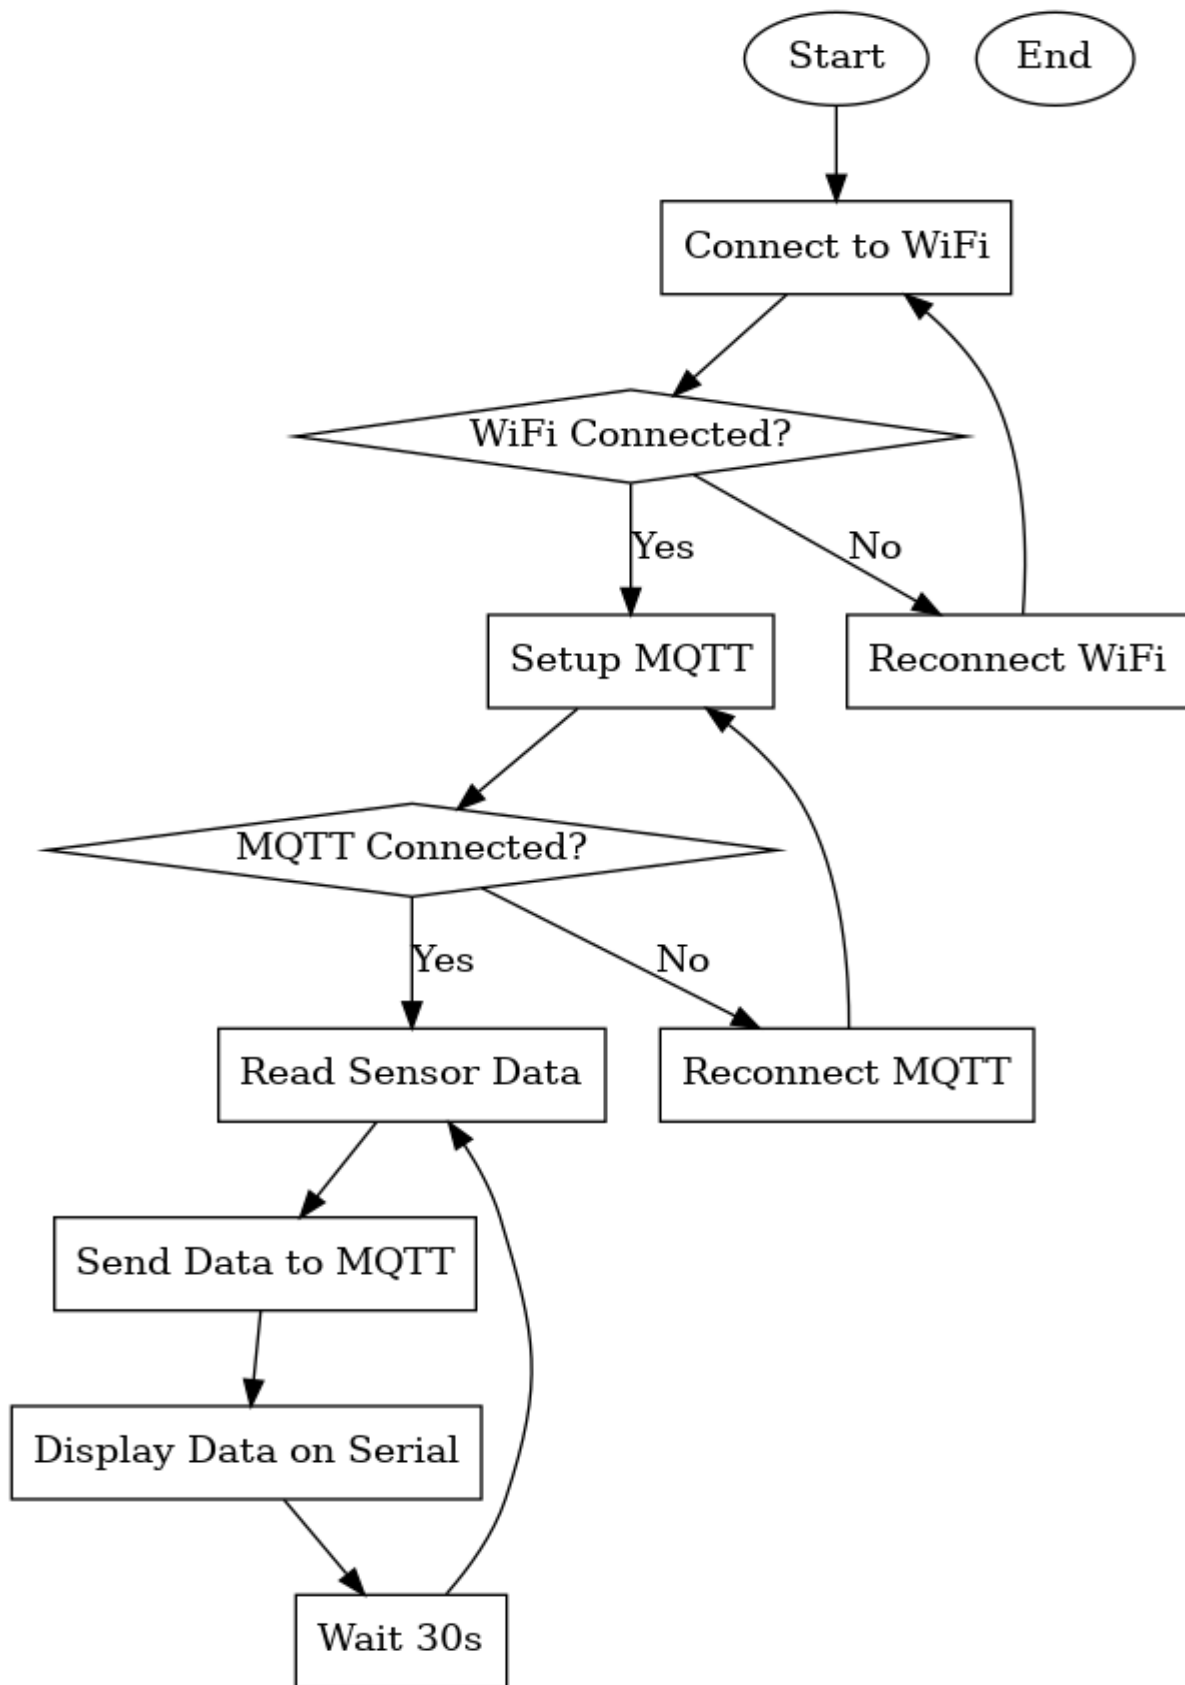 Start
End
Connect to WiFi
WiFi Connected?
Yes
No
Setup MQTT
Reconnect WiFi
MQTT Connected?
Yes
No
Read Sensor Data
Reconnect MQTT
Send Data to MQTT
Display Data on Serial
Wait 30s